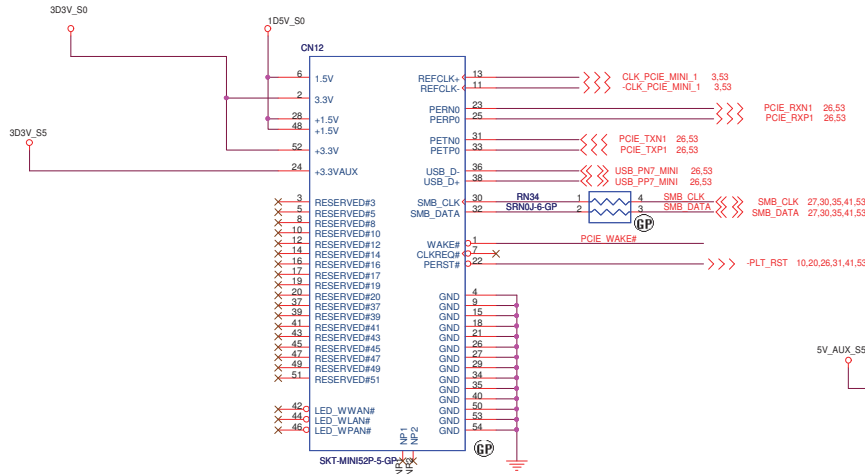 3D3V_S0
1D5V_S0
CN12
6 1.5V REFCLK+ 13 CLK_PCIE_MINI_1 3,53
REFCLK- 11 -CLK_PCIE_MINI_1 3,53
2 3.3V
PERN0 23 PCIE_RXN1 26,53
28 +1.5V PERP0 25 PCIE_RXP1 26,53
48 +1.5V
PETN0 31 PCIE_TXN1 26,53
52 +3.3V PETP0 33 PCIE_TXP1 26,53
3D3V_S5
24 +3.3VAUX USB_D- 36 USB_PN7_MINI 26,53
USB_D+ 38 USB_PP7_MINI 26,53
RN34
3 RESERVED#3 SMB_CLK 30 1 4 SMB_CLK SMB_CLK 27,30,35,41,53
5 RESERVED#5 SMB_DATA 32 SRN0J-6-GP 2 3 SMB_DATA SMB_DATA 27,30,35,41,53
8 RESERVED#8
GP
10 RESERVED#10
12 RESERVED#12 WAKE# 1 PCIE_WAKE#
14 RESERVED#14 CLKREQ# 7
16 RESERVED#16 PERST# 22 -PLT_RST 10,20,26,31,41,53
17 RESERVED#17
19 RESERVED#19
20 RESERVED#20 GND 4
37 RESERVED#37 GND 9
39 RESERVED#39 GND 15
41 RESERVED#41 GND 18
43 RESERVED#43 GND 21
45 RESERVED#45 GND 26
47 RESERVED#47 GND 27
49 RESERVED#49 GND 29
51 RESERVED#51 GND 34
GND 35
GND 40
42 LED_WWAN# GND 50
44 LED_WLAN# GND 53
46 LED_WPAN# GND 54
5V_AUX_S5
NP1
NP2
GP
SKT-MINI52P-5-GP